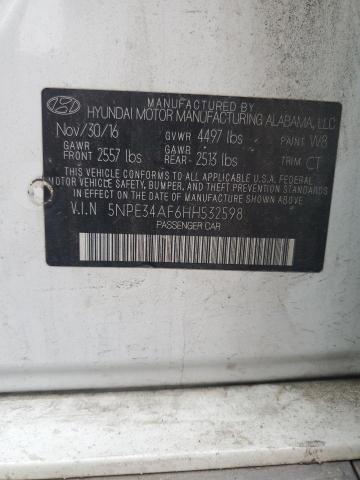 MANUFACTURED BY
HYUNDAI MOTOR MANUFACTURING ALABAMA, LLC
Nov/30/16 GVWR 4497 lbs PAINT W8
GAWR FRONT 2557 lbs GAWR REAR 2513 lbs TRIM CT
THIS VEHICLE CONFORMS TO ALL APPLICABLE U.S.A. FEDERAL
MOTOR VEHICLE SAFETY, BUMPER, AND THEFT PREVENTION STANDARDS
IN EFFECT ON THE DATE OF MANUFACTURE SHOWN ABOVE.
V.I.N 5NPE34AF6HH532598
PASSENGER CAR